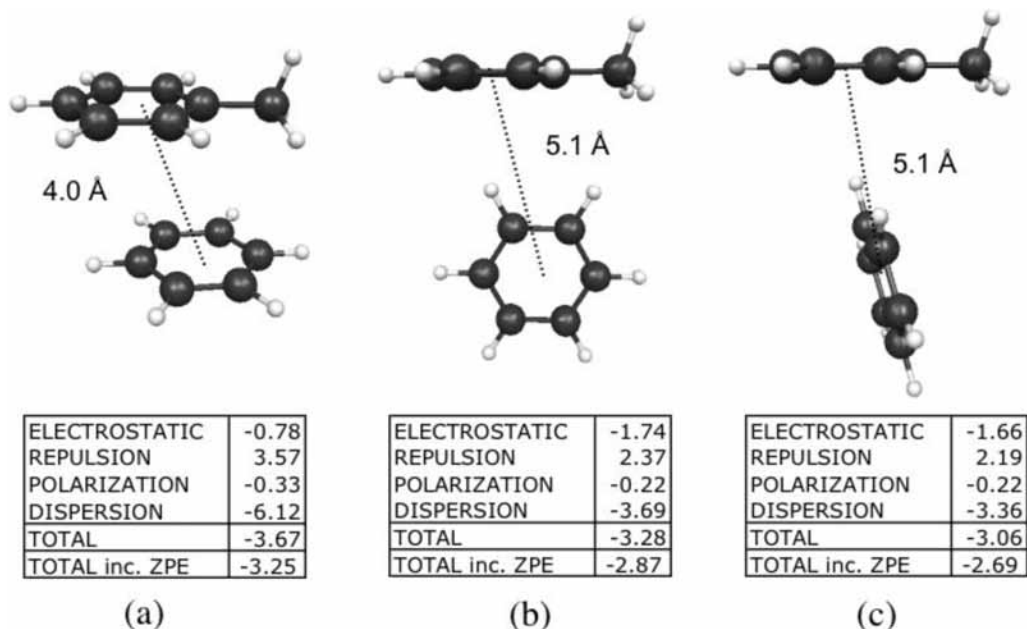 4.0 Å
5.1 Å
5.1 Å
ELECTROSTATIC -0.78
REPULSION 3.57
POLARIZATION -0.33
DISPERSION -6.12
TOTAL -3.67
TOTAL inc. ZPE -3.25
(a)
ELECTROSTATIC -1.74
REPULSION 2.37
POLARIZATION -0.22
DISPERSION -3.69
TOTAL -3.28
TOTAL inc. ZPE -2.87
(b)
ELECTROSTATIC -1.66
REPULSION 2.19
POLARIZATION -0.22
DISPERSION -3.36
TOTAL -3.06
TOTAL inc. ZPE -2.69
(c)